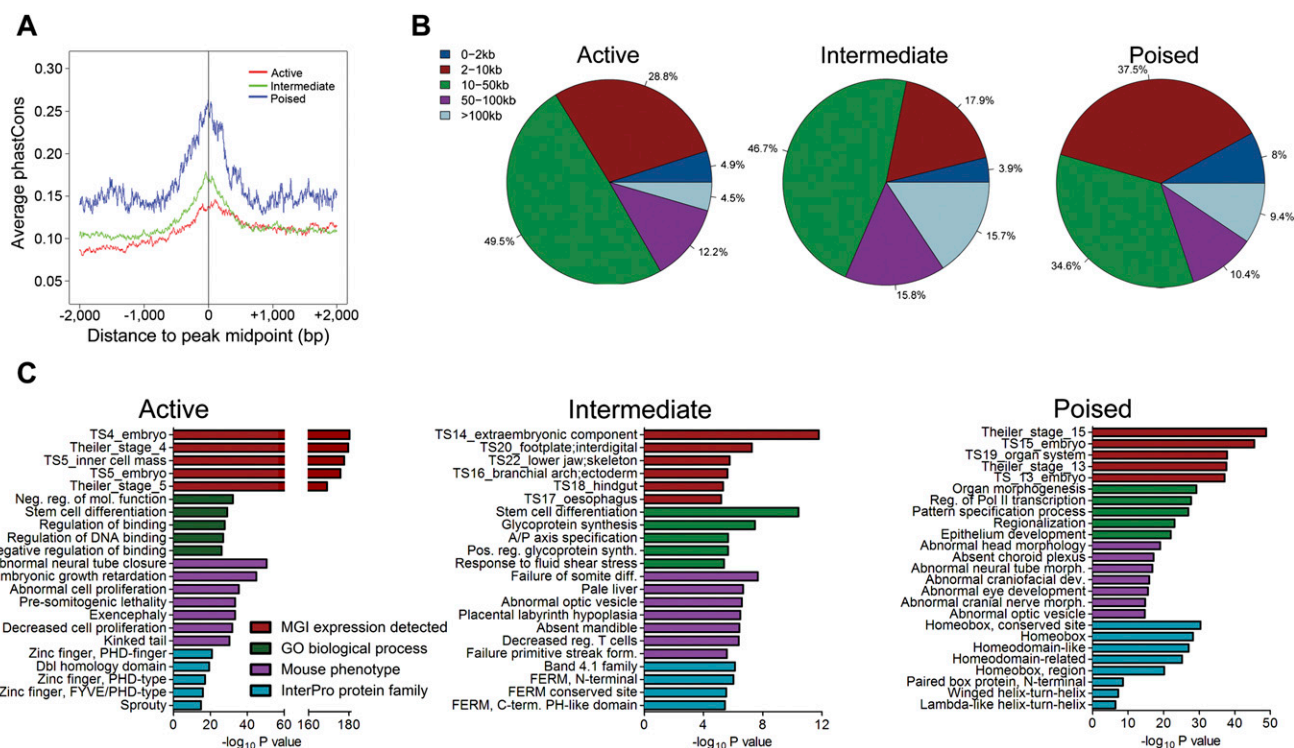 A
0.30
0.25
0.20
0.15
0.10
0.05
Average phastCons
Active
Intermediate
Poised
-2,000
-1,000
0
+1,000
+2,000
Distance to peak midpoint (bp)
B
0-2kb
2-10kb
10-50kb
50-100kb
>100kb
Active
28.8%
4.9%
4.5%
12.2%
49.5%
Intermediate
17.9%
3.9%
15.7%
15.8%
46.7%
Poised
37.5%
8%
9.4%
10.4%
34.6%
C
Active
TS4_embryo
Theiler_stage_4
TS5_inner cell mass
TS5_embryo
Theiler_stage_5
Neg. reg. of mol. function
Stem cell differentiation
Regulation of binding
Regulation of DNA binding
egative regulation of binding
bnormal neural tube closure
mbryonic growth retardation
Abnormal cell proliferation
Pre-somitogenic lethality
Exencephaly
Decreased cell proliferation
Kinked tail
Zinc finger, PHD-finger
Dbl homology domain
Zinc finger, PHD-type
Zinc finger, FYVE/PHD-type
Sprouty
0 20 40 60 160 180
-log10 P value
MGI expression detected
GO biological process
Mouse phenotype
InterPro protein family
Intermediate
TS14_extraembryonic component
TS20_footplate;interdigital
TS22_lower jaw;skeleton
TS16_branchial arch;ectoderm
TS18_hindgut
TS17_oesophagus
Stem cell differentiation
Glycoprotein synthesis
A/P axis specification
Pos. reg. glycoprotein synth.
Response to fluid shear stress
Failure of somite diff.
Pale liver
Abnormal optic vesicle
Placental labyrinth hypoplasia
Absent mandible
Decreased reg. T cells
Failure primitive streak form.
Band 4.1 family
FERM, N-terminal
FERM conserved site
FERM, C-term. PH-like domain
0 4 8 12
-log10 P value
Poised
Theiler_stage_15
TS15_embryo
TS19_organ system
Theiler_stage_13
TS_13_embryo
Organ morphogenesis
Reg. of Pol II transcription
Pattern specification process
Regionalization
Epithelium development
Abnormal head morphology
Absent choroid plexus
Abnormal neural tube morph.
Abnormal craniofacial dev.
Abnormal eye development
Abnormal cranial nerve morph.
Abnormal optic vesicle
Homeobox, conserved site
Homeobox
Homeodomain-like
Homeodomain-related
Homeobox, region
Paired box protein, N-terminal
Winged helix-turn-helix
Lambda-like helix-turn-helix
0 10 20 30 40 50
-log10 P value